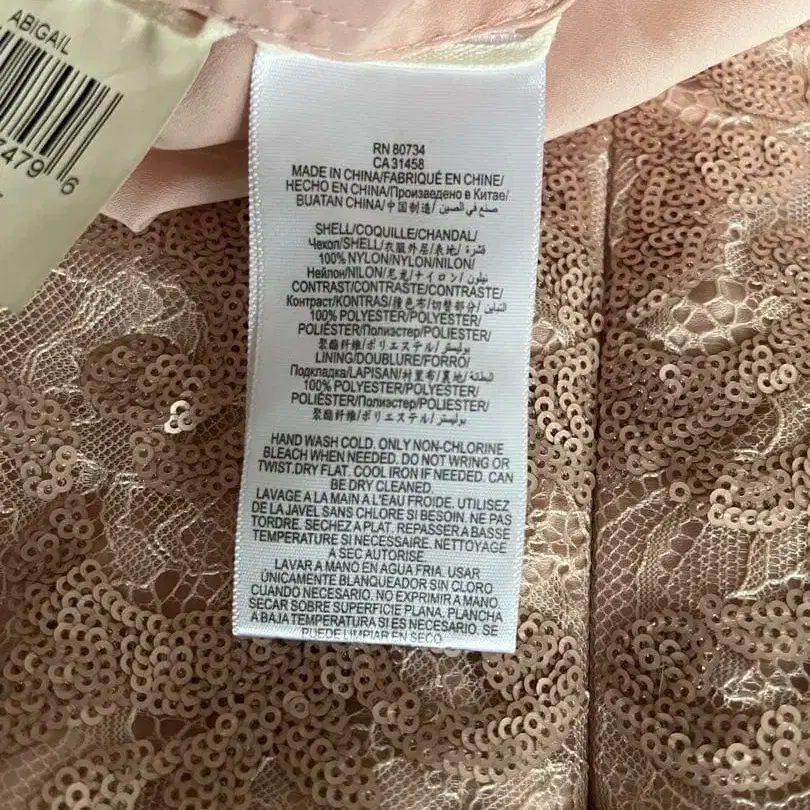 ABIGAIL
479 6
RN 80734
CA 31458
MADE IN CHINA/FABRIQUÉ EN CHINE/
HECHO EN CHINA/Произведено в Китае/
BUATAN CHINA/中国制造/ صنع في الصين
SHELL/COQUILLE/CHANDAL/
Чехол/SHELL/衣服外层/表地/ قشرة/
100% NYLON/NYLON/NILON/
Нейлон/NILON/尼龙/ナイロン/ نيلون/
CONTRAST/CONTRASTE/CONTRASTE/
Контраст/KONTRAS/撞色布/切替部分/ التباين/
100% POLYESTER/POLYESTER/
POLIÉSTER/Полиэстер/POLIESTER/
聚酯纤维/ポリエステル/ بوليستر/
LINING/DOUBLURE/FORRO/
Подкладка/LAPISAN/衬里布/裏地/ البطانة/
100% POLYESTER/POLYESTER/
POLIÉSTER/Полиэстер/POLIESTER/
聚酯纤维/ポリエステル/ بوليستر/
HAND WASH COLD. ONLY NON-CHLORINE
BLEACH WHEN NEEDED. DO NOT WRING OR
TWIST.DRY FLAT. COOL IRON IF NEEDED. CAN
BE DRY CLEANED.
LAVAGE A LA MAIN A L'EAU FROIDE. UTILISEZ
DE LA JAVEL SANS CHLORE SI BESOIN. NE PAS
TORDRE. SECHEZ A PLAT. REPASSER A BASSE
TEMPERATURE SI NECESSAIRE. NETTOYAGE
A SEC AUTORISE.
LAVAR A MANO EN AGUA FRIA. USAR
ÚNICAMENTE BLANQUEADOR SIN CLORO
CUANDO NECESARIO. NO EXPRIMIR A MANO.
SECAR SOBRE SUPERFICIE PLANA. PLANCHA
A BAJA TEMPERATURA SI ES NECESARIO. SE
PUEDE LIMPIAR EN SECO.